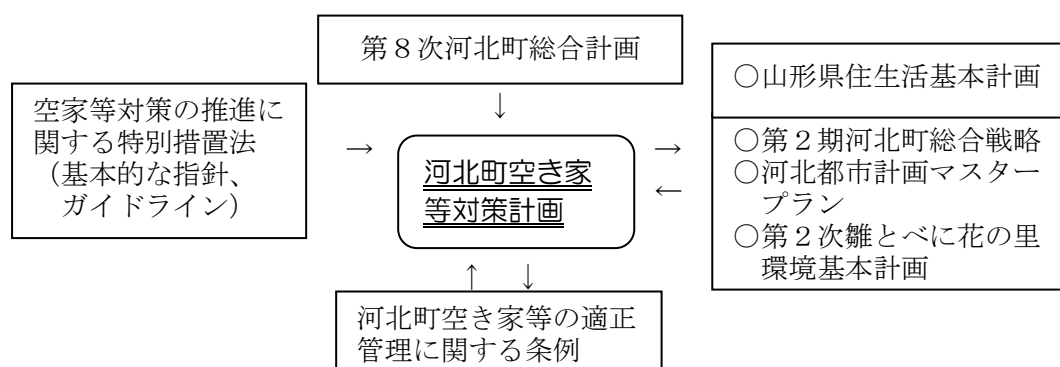 第８次河北町総合計画
↓
空家等対策の推進に
関する特別措置法
（基本的な指針、
ガイドライン）
→
河北町空き家
等対策計画
→
←
○山形県住生活基本計画
○第２期河北町総合戦略
○河北都市計画マスター
プラン
○第２次雛とべに花の里
環境基本計画
↑ ↓
河北町空き家等の適正
管理に関する条例